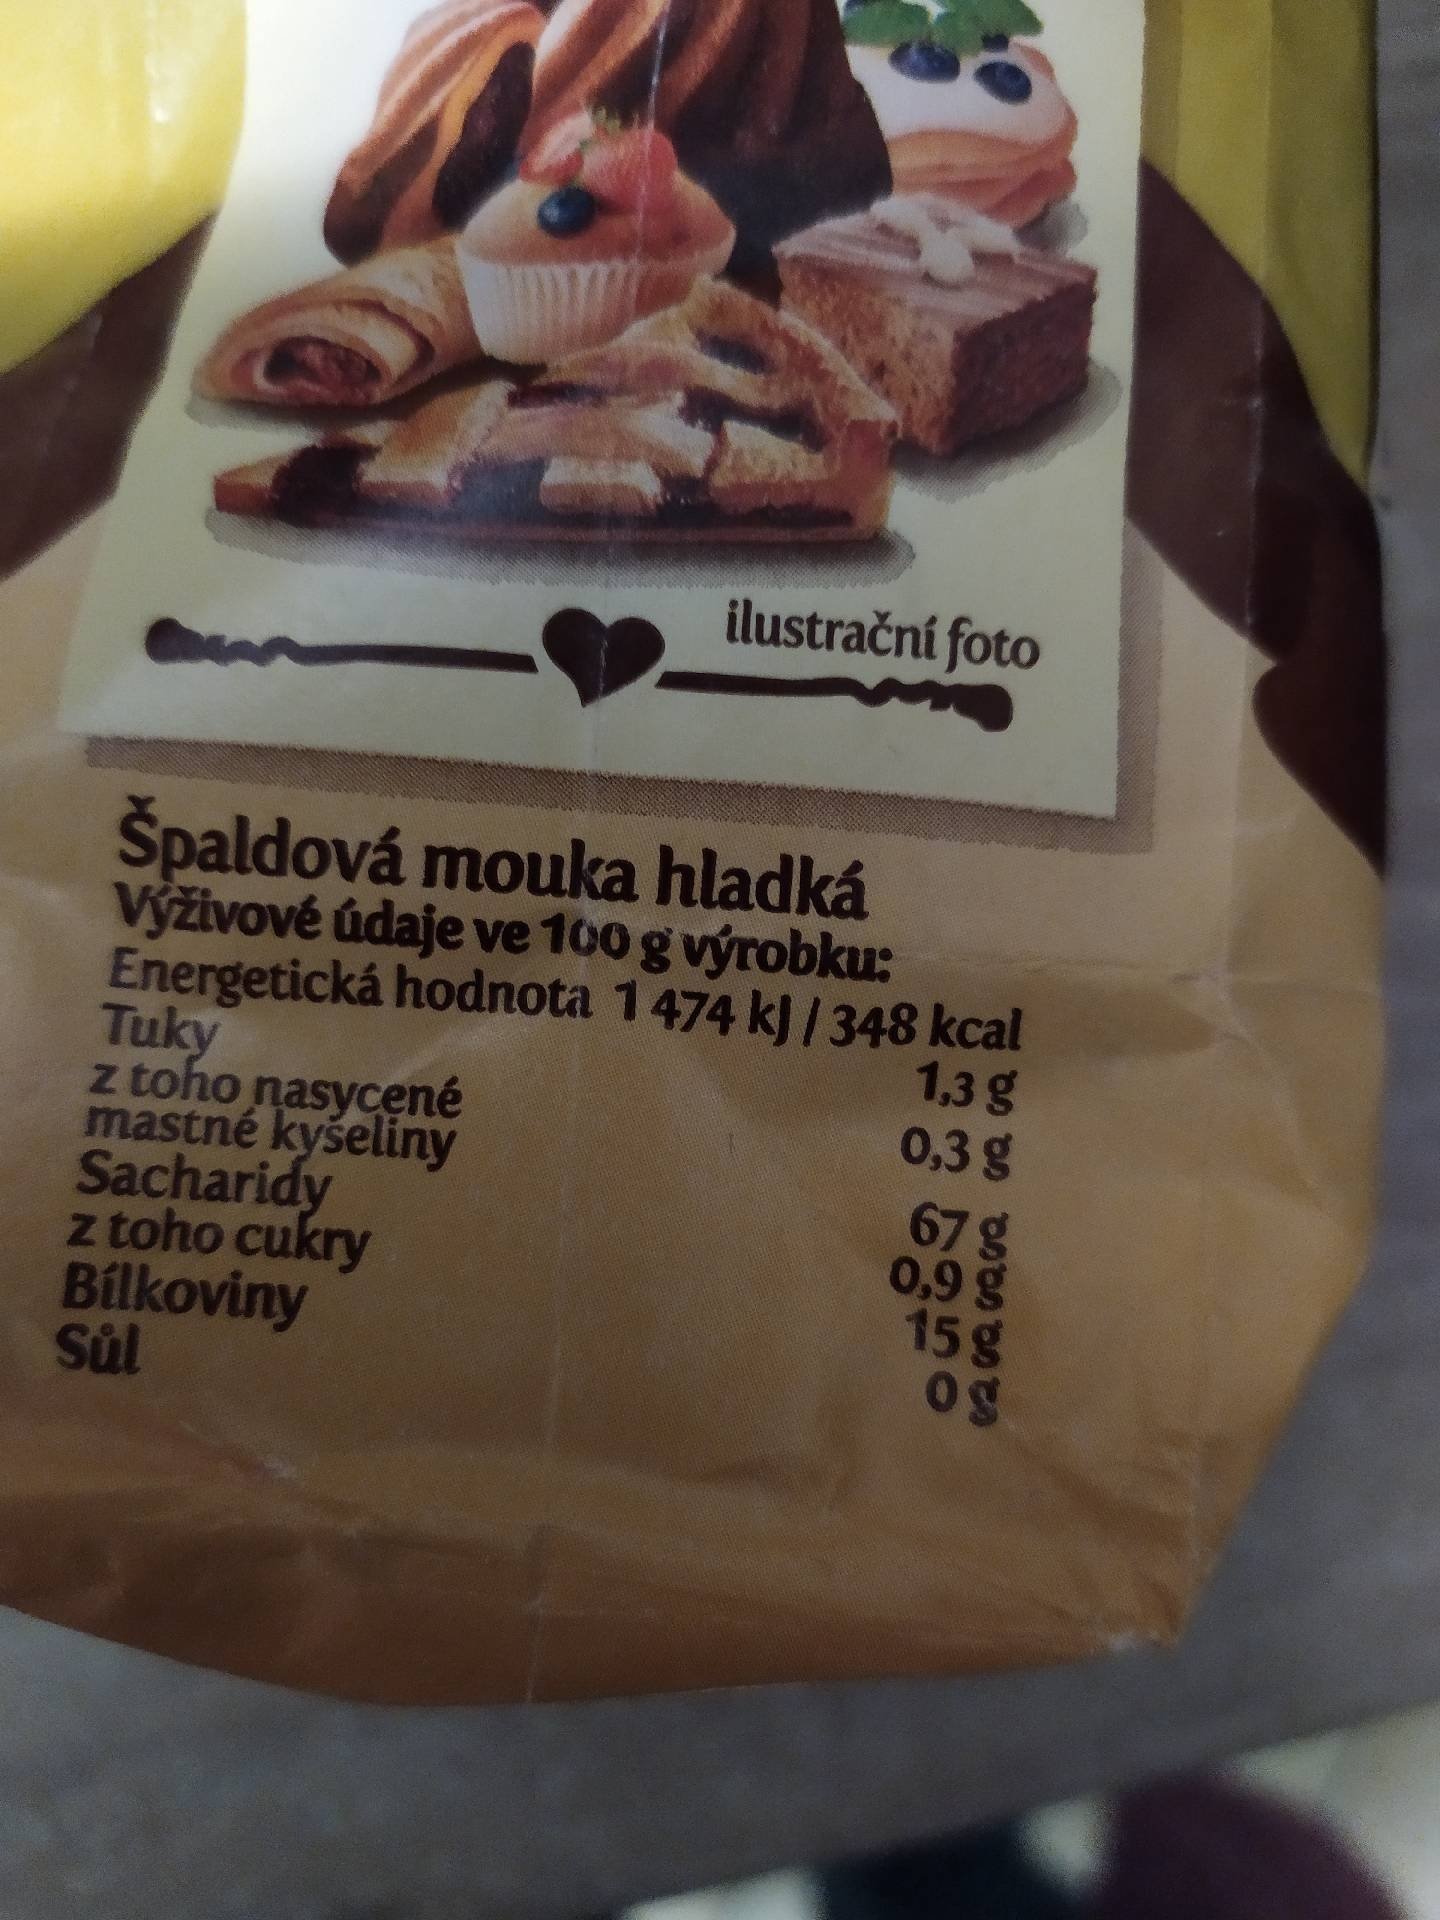 ilustrační foto
Špaldová mouka hladká
Výživové údaje ve 100 g výrobku:
Energetická hodnota 1 474 kJ / 348 kcal
Tuky 1,3 g
z toho nasycené
mastné kyseliny 0,3 g
Sacharidy 67 g
z toho cukry 0,9 g
Bílkoviny 15 g
Sůl 0 g